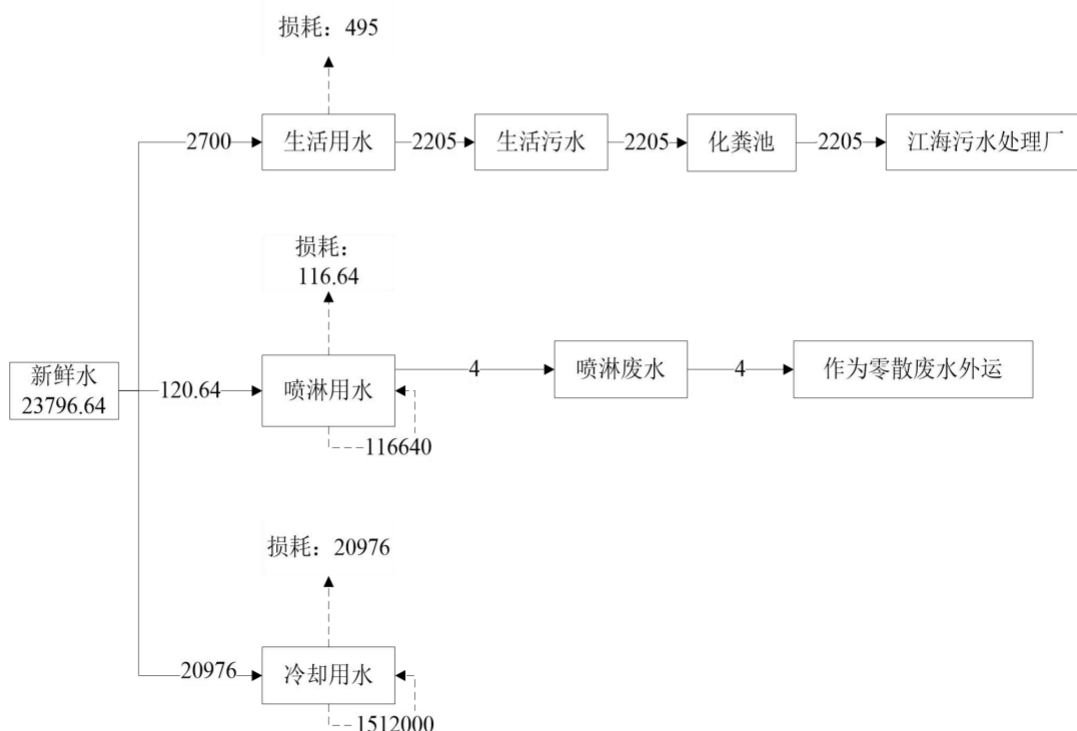 损耗：495
2700
生活用水
2205
生活污水
2205
化粪池
2205
江海污水处理厂
损耗：
116.64
新鲜水
23796.64
120.64
喷淋用水
4
喷淋废水
4
作为零散废水外运
116640
损耗：20976
20976
冷却用水
1512000